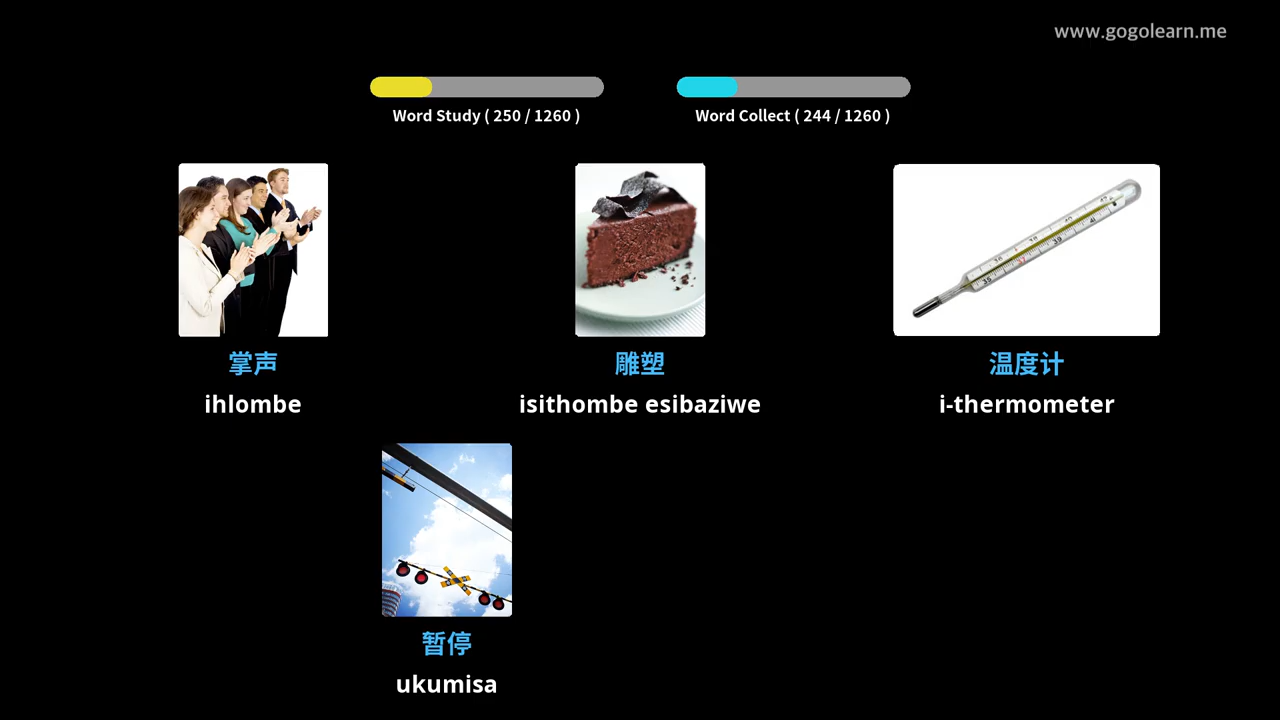 www.gogolearn.me
Word Study ( 250 / 1260 )
Word Collect ( 244 / 1260 )
掌声
ihlombe
雕塑
isithombe esibaziwe
温度计
i-thermometer
暂停
ukumisa